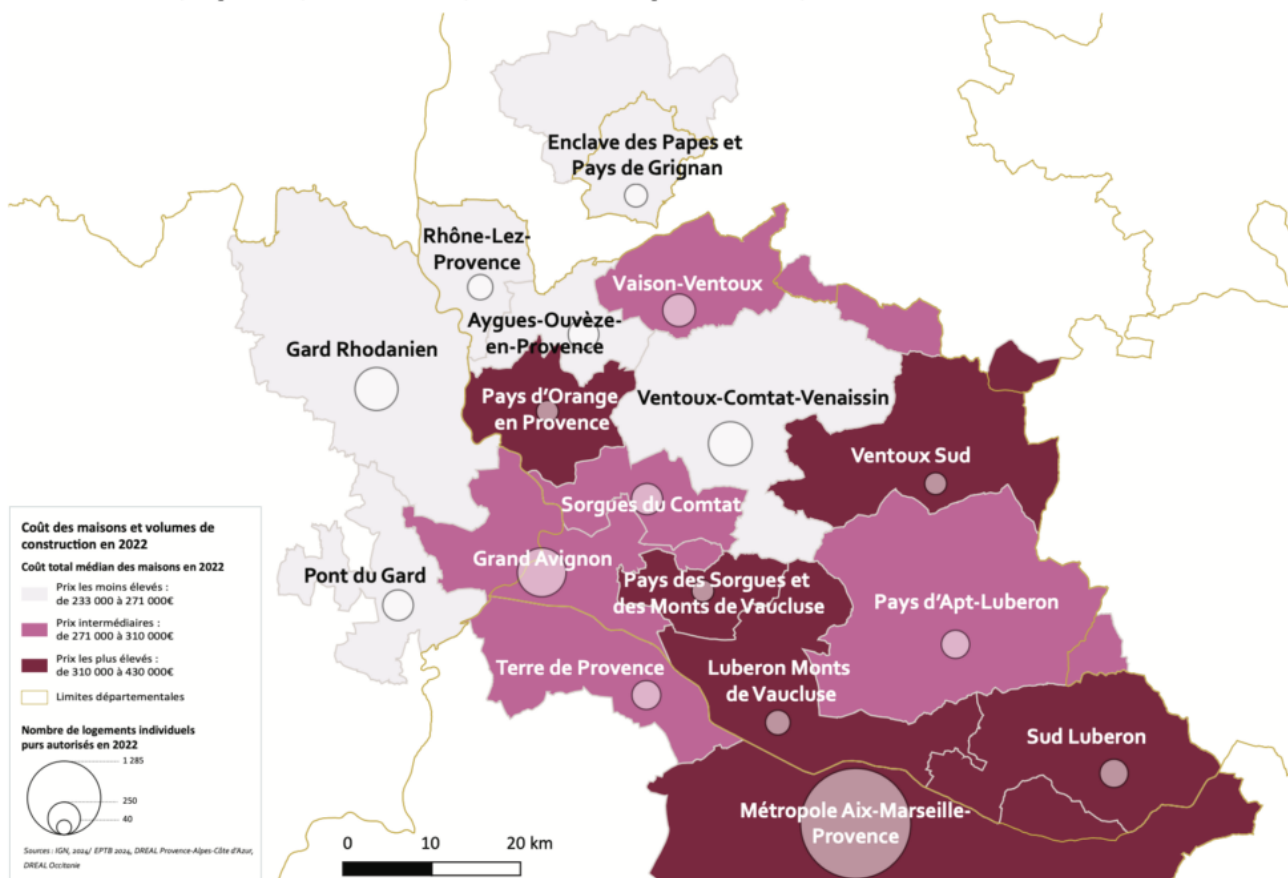 Enclave des Papes et
Pays de Grignan
Rhône-Lez-
Provence
Vaison-Ventoux
Aygues-Ouvèze-
en-Provence
Gard Rhodanien
Pays d'Orange
en Provence
Ventoux-Comtat-Venaissin
Ventoux Sud
Sorgues du Comtat
Grand Avignon
Pont du Gard
Pays des Sorgues et
des Monts de Vaucluse
Pays d'Apt-Luberon
Terre de Provence
Luberon Monts
de Vaucluse
Sud Luberon
Métropole Aix-Marseille-
Provence
Coût des maisons et volumes de
construction en 2022
Coût total médian des maisons en 2022
Prix les moins élevés :
de 233 000 à 271 000€
Prix intermédiaires :
de 271 000 à 310 000€
Prix les plus élevés :
de 310 000 à 430 000€
Limites départementales
Nombre de logements individuels
purs autorisés en 2022
1 285
250
40
Sources : IGN, 2024/ EPTB 2024, DREAL Provence-Alpes-Côte d'Azur,
DREAL Occitanie
0 10 20 km